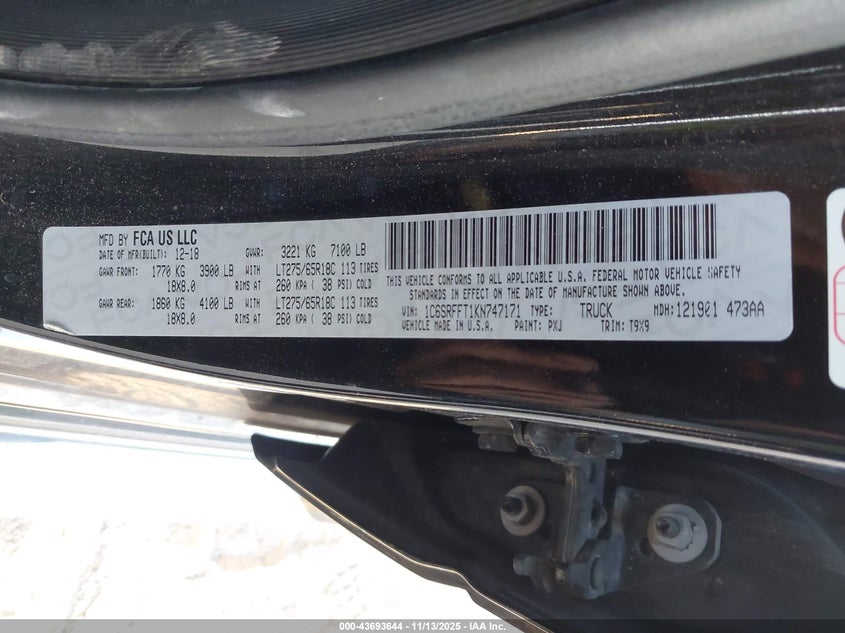 MFD BY FCA US LLC
DATE OF MFR(BUILT): 12-18 GVWR: 3221 KG 7100 LB
GAWR FRONT: 1770 KG 3900 LB WITH LT275/65R18C 113 TIRES
18X8.0 RIMS AT 260 KPA ( 38 PSI) COLD
GAWR REAR: 1860 KG 4100 LB WITH LT275/65R18C 113 TIRES
18X8.0 RIMS AT 260 KPA ( 38 PSI) COLD
THIS VEHICLE CONFORMS TO ALL APPLICABLE U.S.A. FEDERAL MOTOR VEHICLE SAFETY
STANDARDS IN EFFECT ON THE DATE OF MANUFACTURE SHOWN ABOVE.
VIN: 1C6SRFFT1KN747171 TYPE: TRUCK MDH:121901 473AA
VEHICLE MADE IN U.S.A. PAINT: PXJ TRIM: T9X9
000-43693644 | 11/13/2025 - IAA Inc.